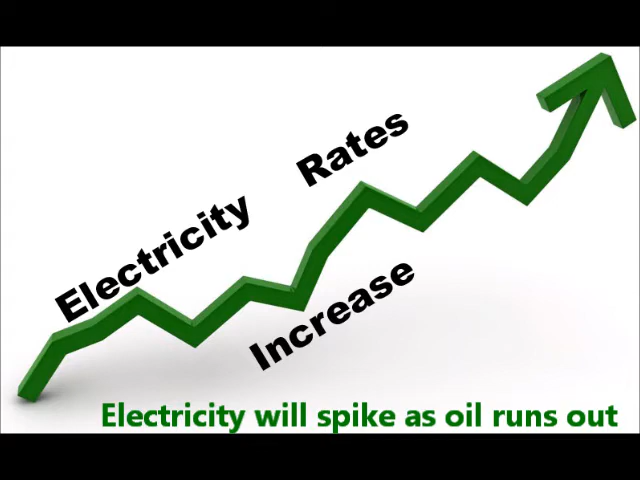 Electricity Rates
Increase
Electricity will spike as oil runs out